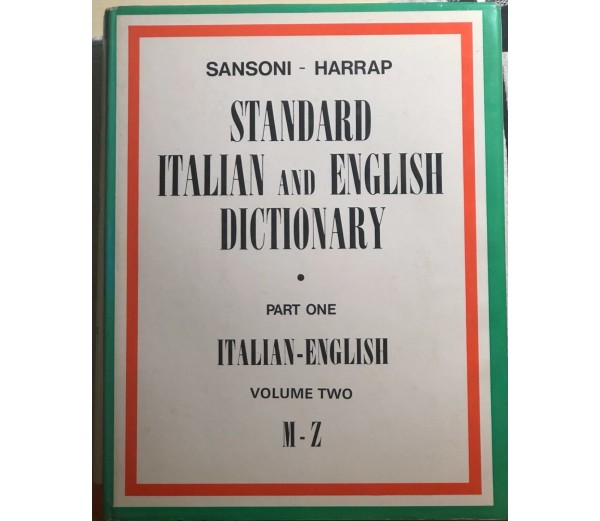 SANSONI - HARRAP
STANDARD
ITALIAN AND ENGLISH
DICTIONARY
•
PART ONE
ITALIAN-ENGLISH
VOLUME TWO
M-Z